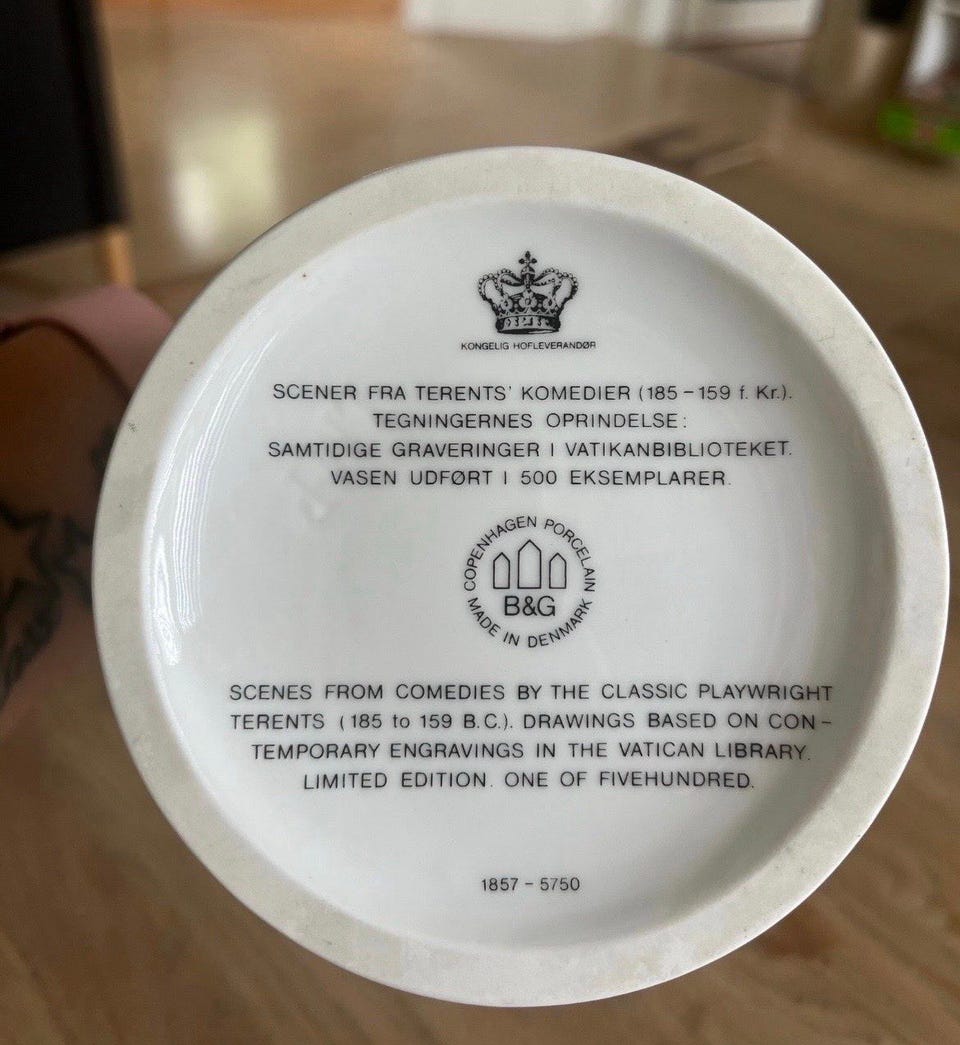 KONGELIG HOFLEVERANDØR
SCENER FRA TERENTS' KOMEDIER (185 – 159 f. Kr.).
TEGNINGERNES OPRINDELSE:
SAMTIDIGE GRAVERINGER I VATIKANBIBLIOTEKET.
VASEN UDFØRT I 500 EKSEMPLARER.
COPENHAGEN PORCELAIN
B&G
MADE IN DENMARK
SCENES FROM COMEDIES BY THE CLASSIC PLAYWRIGHT
TERENTS (185 to 159 B.C.). DRAWINGS BASED ON CON –
TEMPORARY ENGRAVINGS IN THE VATICAN LIBRARY.
LIMITED EDITION. ONE OF FIVEHUNDRED.
1857 – 5750